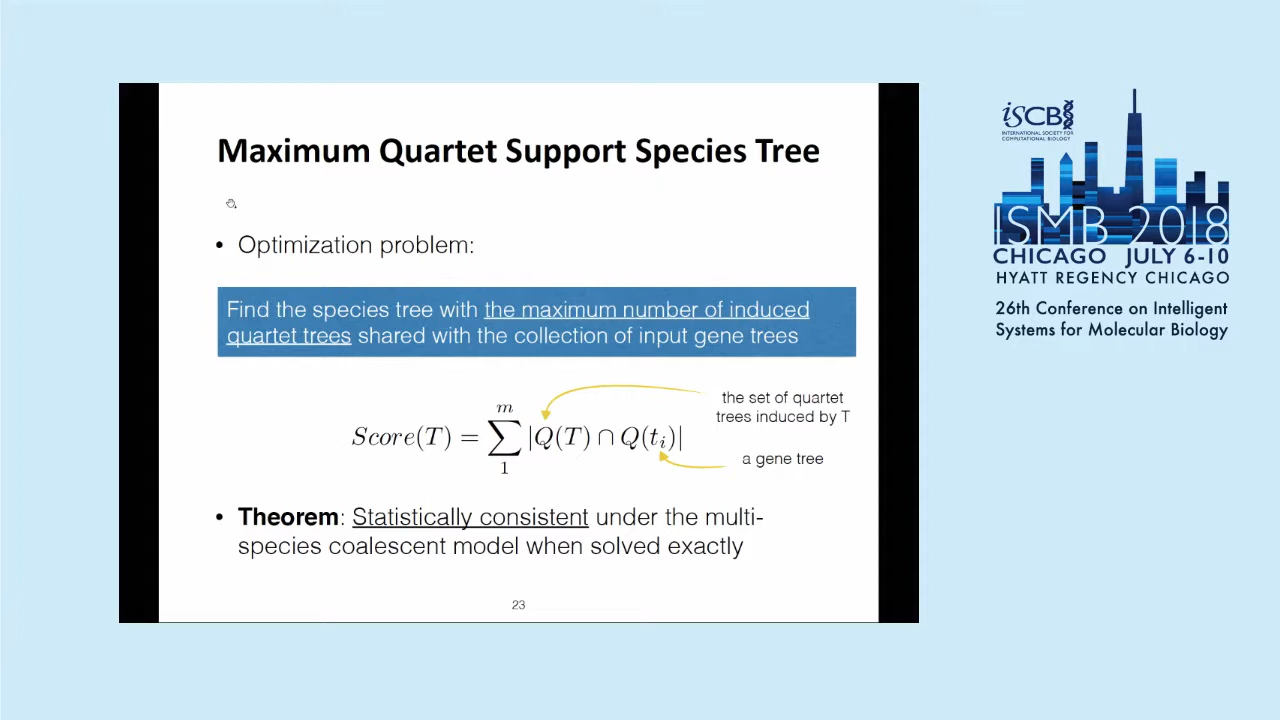 Maximum Quartet Support Species Tree
• Optimization problem:
Find the species tree with the maximum number of induced
quartet trees shared with the collection of input gene trees
the set of quartet
trees induced by T
Score(T) = \sum_{1}^{m} |Q(T) ∩ Q(t_i)|
a gene tree
• Theorem: Statistically consistent under the multi-
species coalescent model when solved exactly
23
iSCB
INTERNATIONAL SOCIETY FOR
COMPUTATIONAL BIOLOGY
ISMB 2018
CHICAGO JULY 6-10
HYATT REGENCY CHICAGO
26th Conference on Intelligent
Systems for Molecular Biology